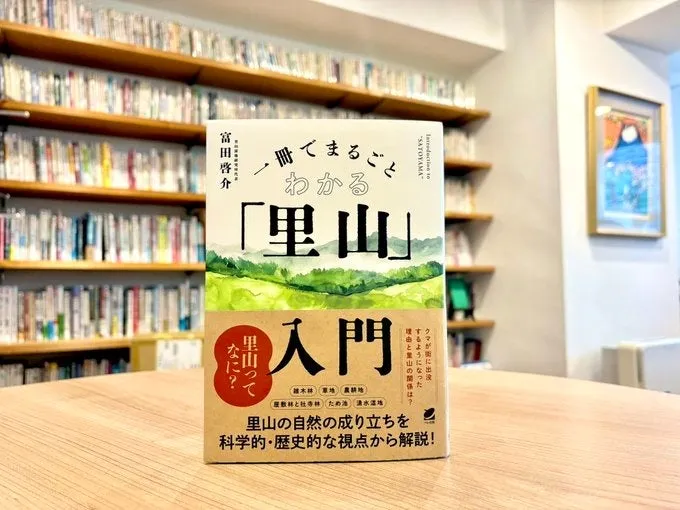 一冊でまるごと
わかる
「里山」
入門
富田啓介
Introduction to
"SATOYAMA"
里山って
なに？
クマが街に出没
するようになった
理由と里山の関係は？
雑木林 草地 農耕地
屋敷林と社寺林 ため池 湧水湿地
里山の自然の成り立ちを
科学的・歴史的な視点から解説！